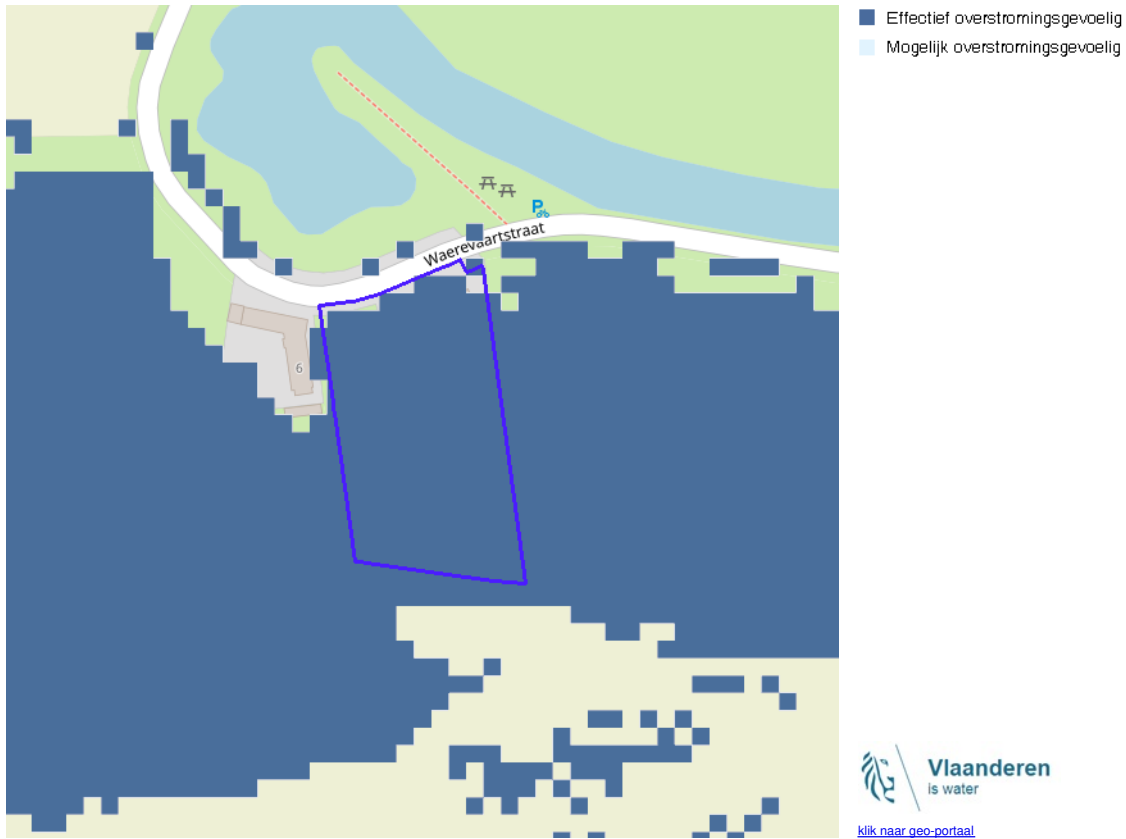 Effectief overstromingsgevoelig
Mogelijk overstromingsgevoelig
P
Waerevaartstraat
6
Vlaanderen
is water
klik naar geo-portaal